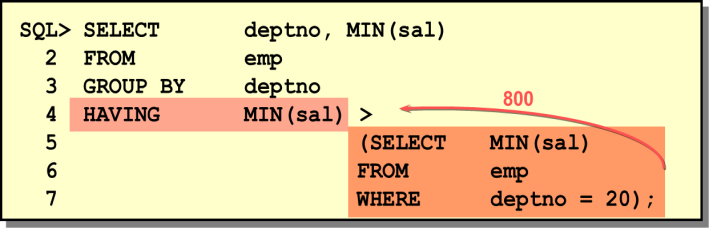 SQL> SELECT deptno, MIN(sal)
2 FROM emp
3 GROUP BY deptno
4 HAVING MIN(sal) >
800
5 (SELECT MIN(sal)
6 FROM emp
7 WHERE deptno = 20);